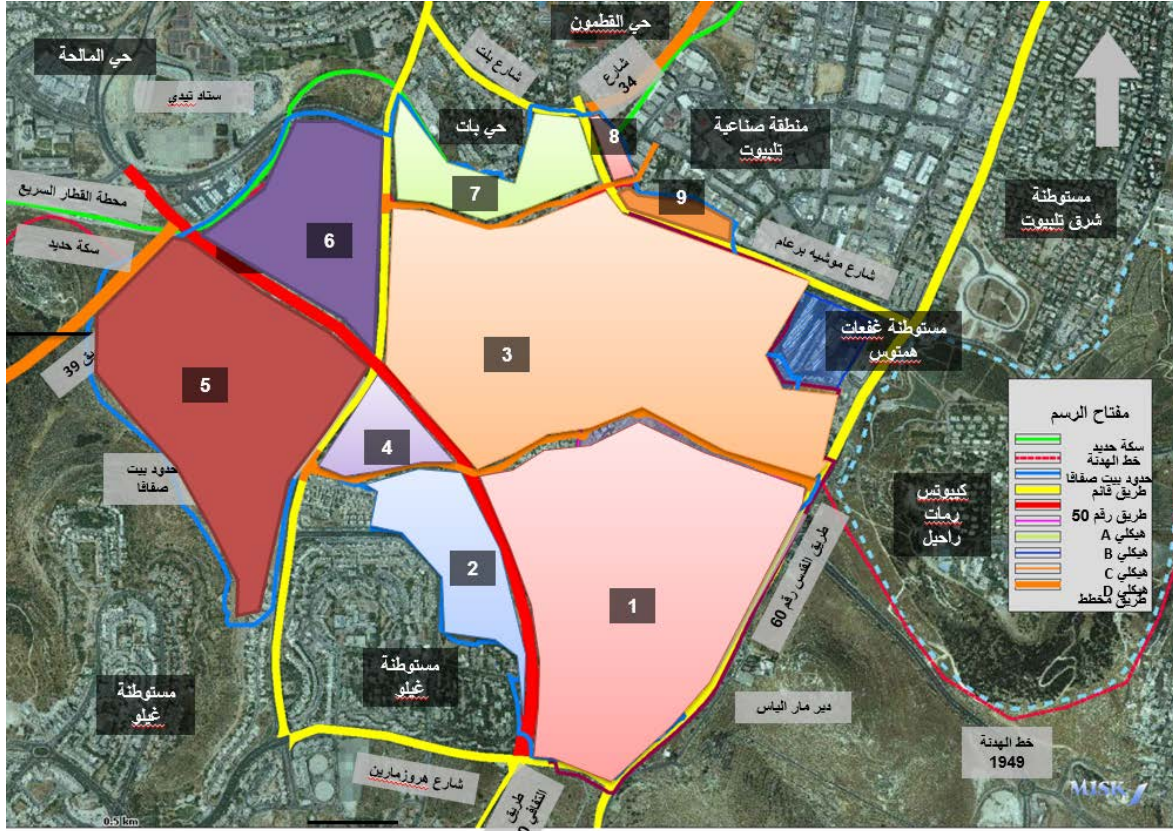 حي القطمون
حي المالحة
ستاد تيدي
شارع بلت
شارع
34
حي بات
منطقة صناعية
تلبيوت
مستوطنة
شرق تلبيوت
محطة القطار السريع
سكة حديد
شارع موشيه برعام
8
7
9
6
3
5
4
2
1
مستوطنة غفعات
همتوس
39
حدود بيت
صفافا
مفتاح الرسم
سكة حديد
خط الهدنة
حدود بيت صفافا
طريق قائم
طريق رقم 50
هيكلي A
هيكلي B
هيكلي C
هيكلي D
طريق مخطط
كيبوتس
رمات
راحيل
طريق القدس رقم 60
مستوطنة
غيلو
مستوطنة
غيلو
دير مار الياس
خط الهدنة
1949
شارع هروزمارين
طريق
0.5 km
MISK